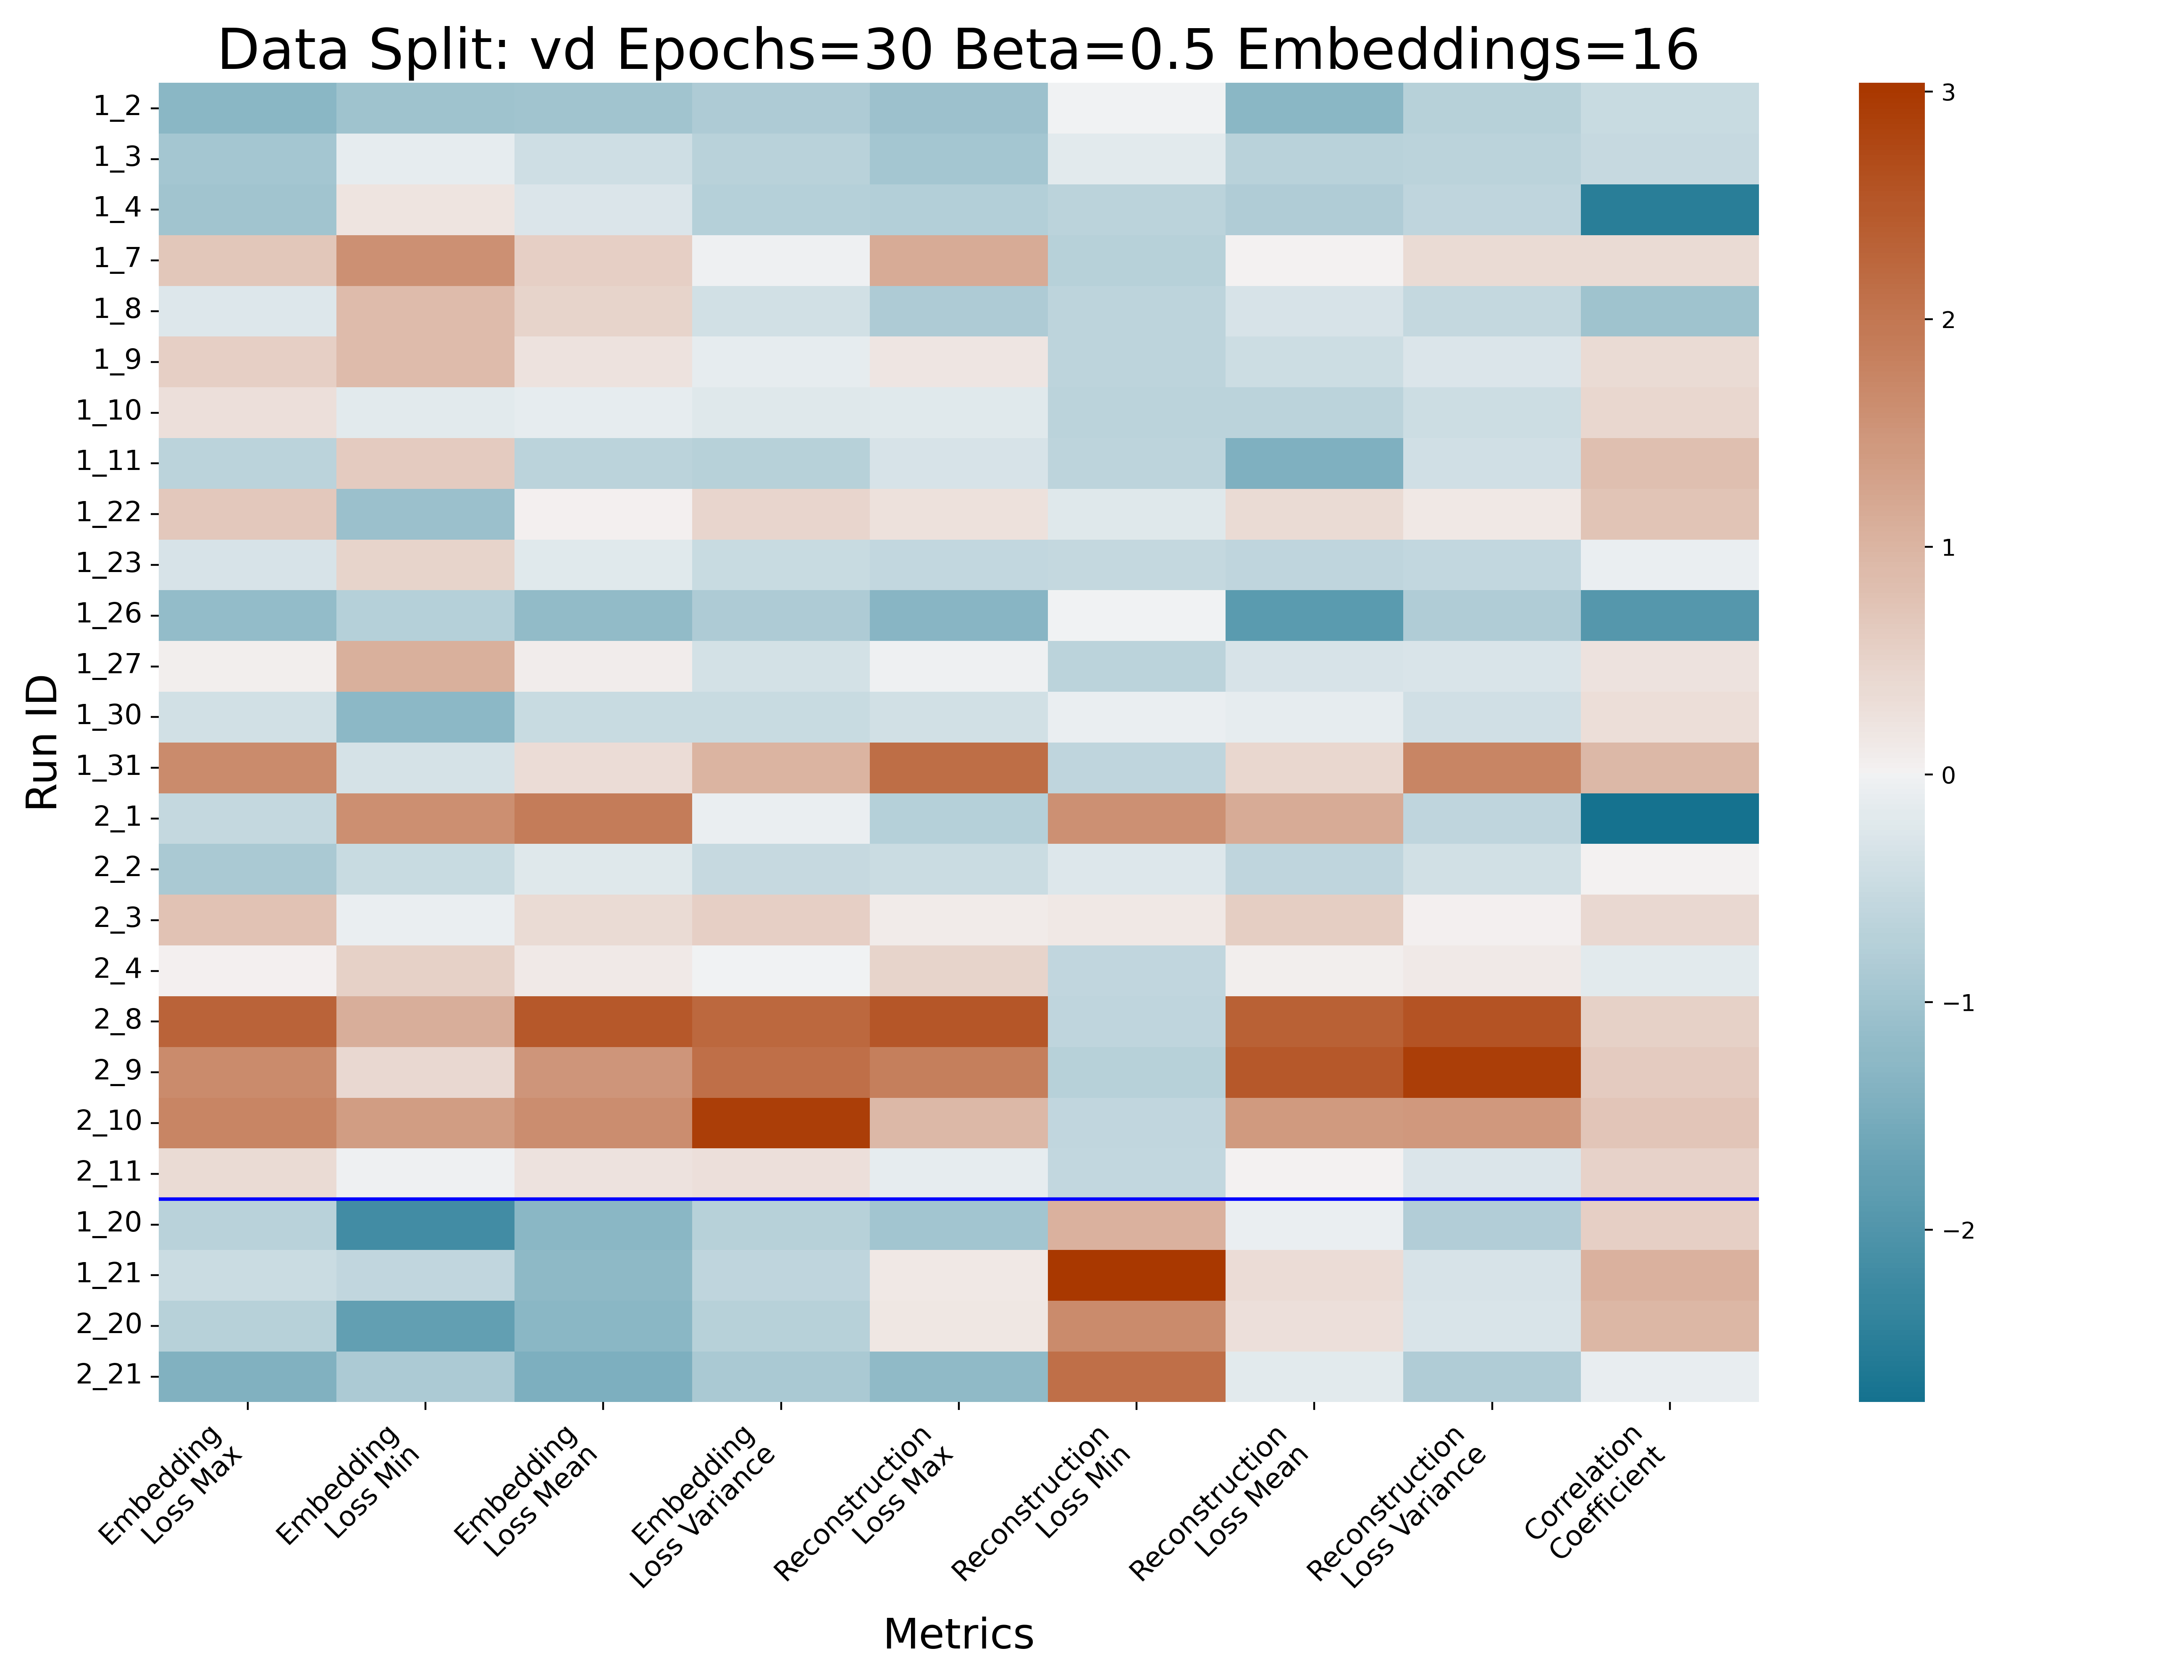 Data Split: vd Epochs=30 Beta=0.5 Embeddings=16
Run ID
1_2
1_3
1_4
1_7
1_8
1_9
1_10
1_11
1_22
1_23
1_26
1_27
1_30
1_31
2_1
2_2
2_3
2_4
2_8
2_9
2_10
2_11
1_20
1_21
2_20
2_21
3
2
1
0
−1
−2
Embedding
Loss Max
Embedding
Loss Min
Embedding
Loss Mean
Embedding
Loss Variance
Reconstruction
Loss Max
Reconstruction
Loss Min
Reconstruction
Loss Mean
Reconstruction
Loss Variance
Correlation
Coefficient
Metrics